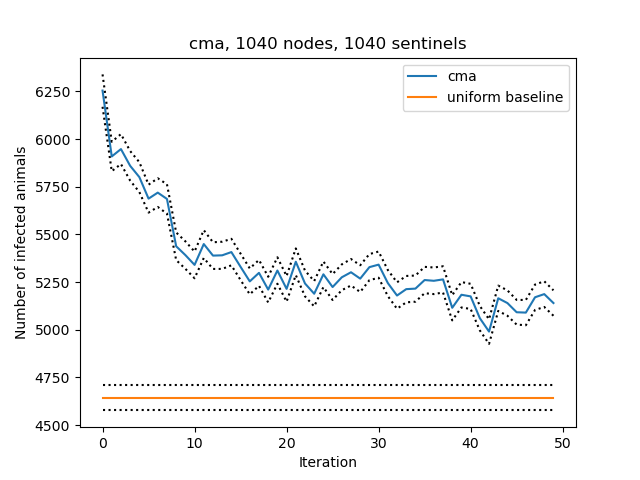 cma, 1040 nodes, 1040 sentinels
cma
uniform baseline
Number of infected animals
6250
6000
5750
5500
5250
5000
4750
4500
0 10 20 30 40 50
Iteration